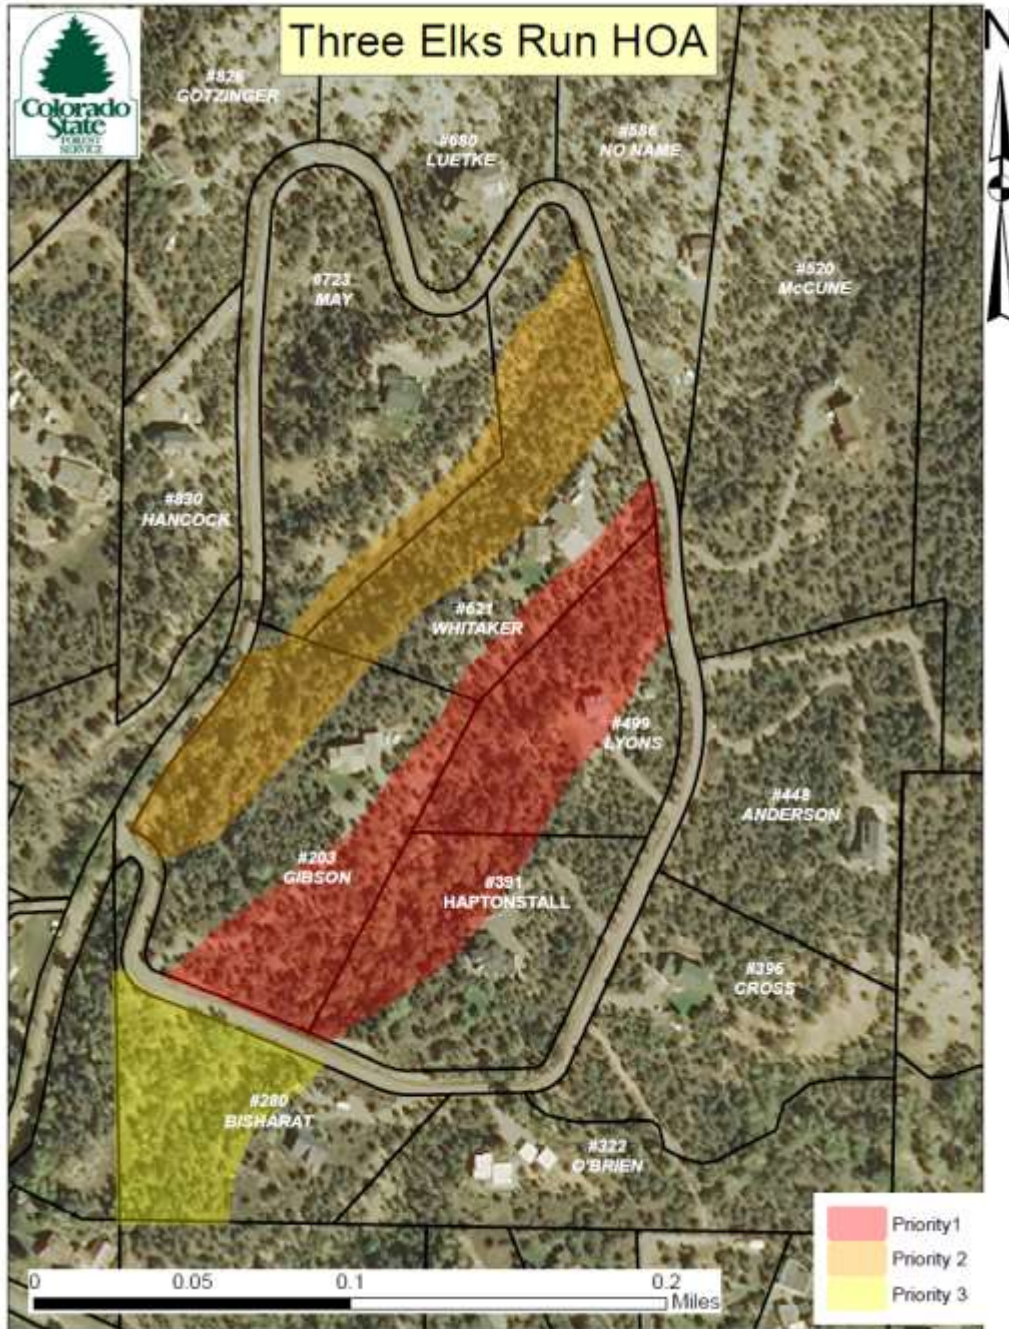 Three Elks Run HOA
N
Colorado
State
FOREST
SERVICE
#826
GOTZINGER
#680
LUETKE
#586
NO NAME
#723
MAY
#520
McCUNE
#830
HANCOCK
#621
WHITAKER
#499
LYONS
#448
ANDERSON
#203
GIBSON
#391
HAPTONSTALL
#396
CROSS
#280
BISHARAT
#322
O'BRIEN
Priority1
Priority 2
Priority 3
0 0.05 0.1 0.2
Miles